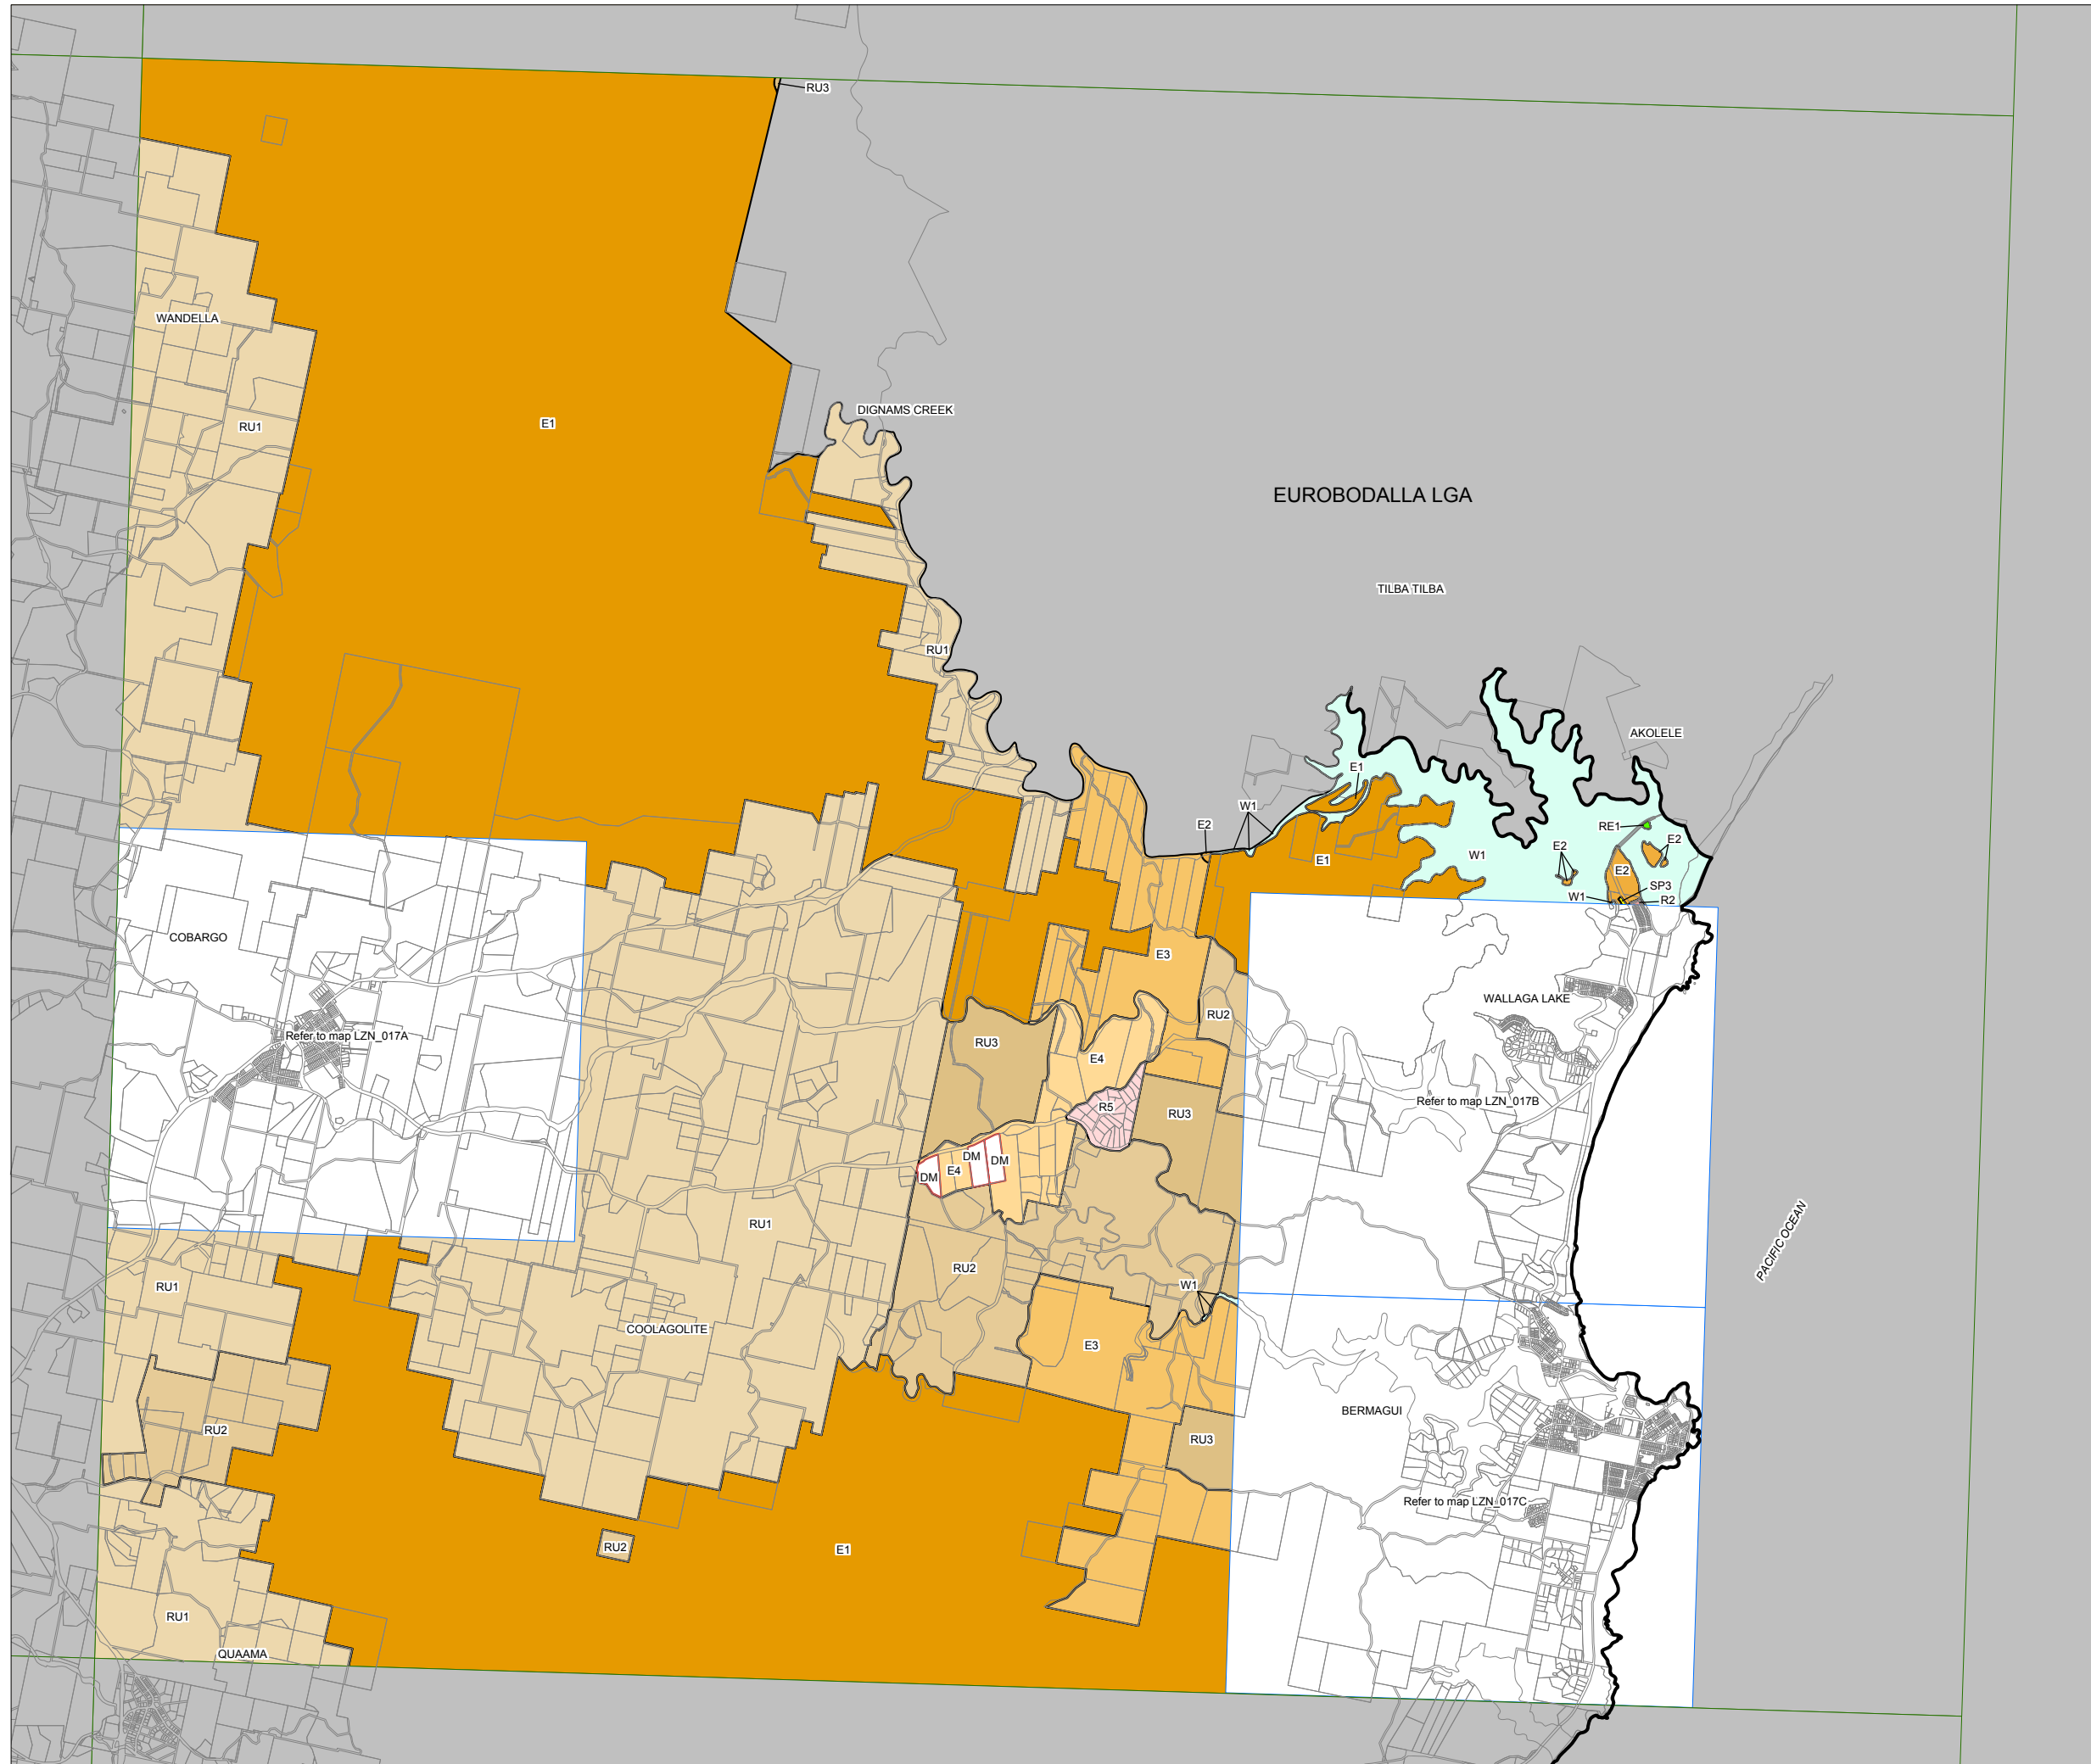 RU3
WANDELLA
DIGNAMS CREEK
E1
RU1
EUROBODALLA LGA
TILBA TILBA
RU1
AKOLELE
E1
W1
E2
RE1
E2
E2
W1
E1
E2
SP3
W1
R2
COBARGO
E3
WALLAGA LAKE
RU2
Refer to map LZN_017A
RU3
E4
Refer to map LZN_017B
R5
RU3
DM
DM
E4
DM
RU1
PACIFIC OCEAN
RU2
RU1
W1
COOLAGOLITE
E3
BERMAGUI
RU2
RU3
Refer to map LZN_017C
RU2
E1
RU1
QUAAMA